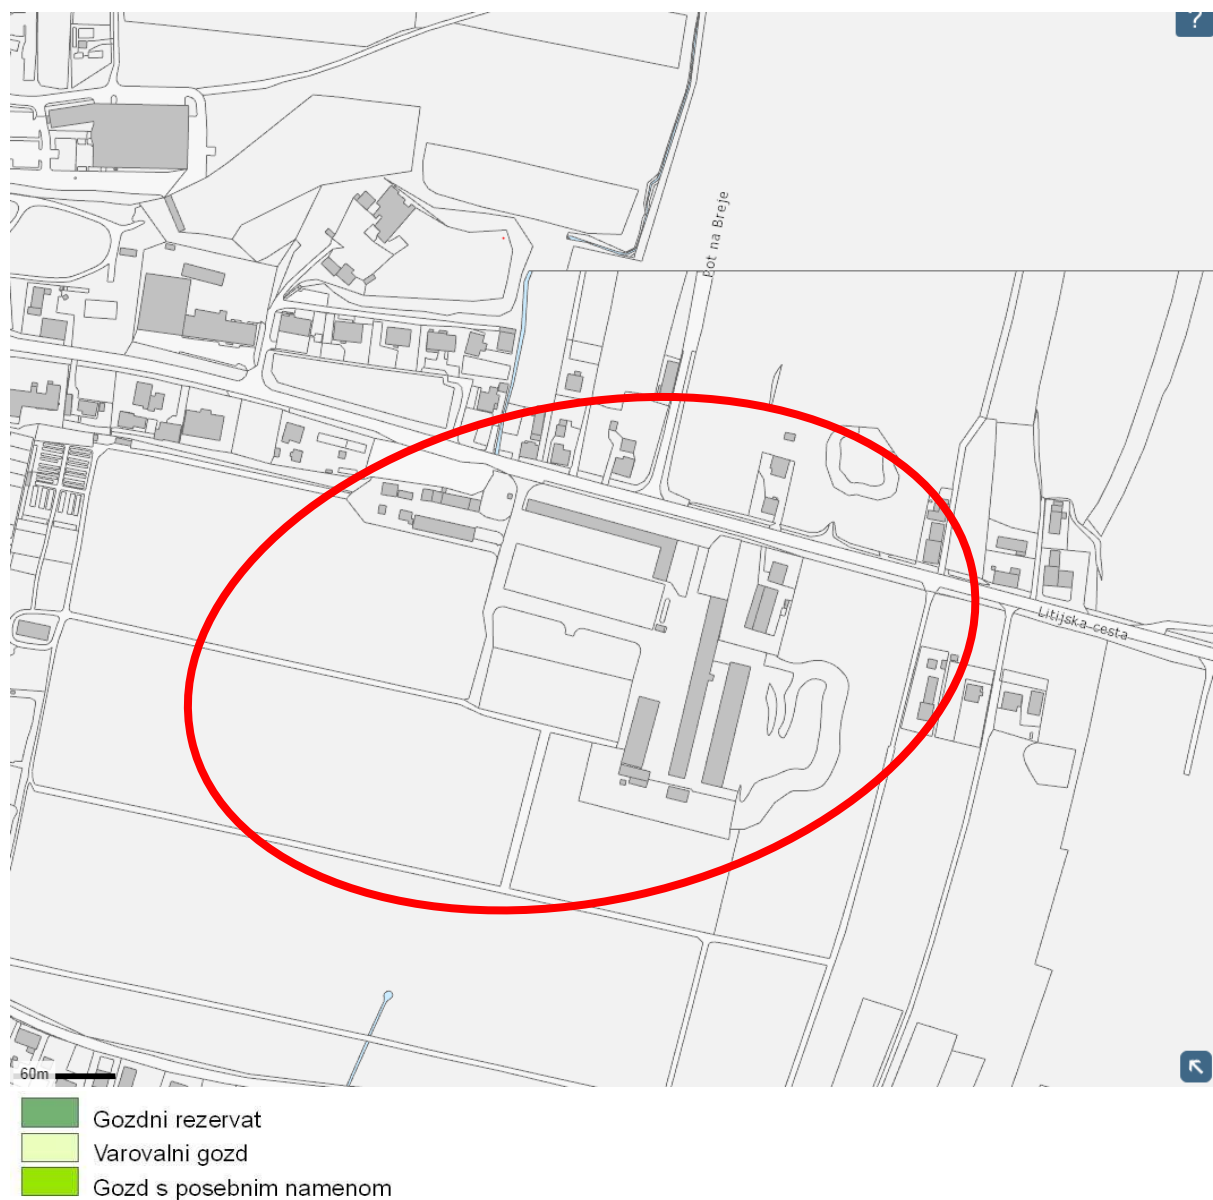 ?
Pot na Breje
Litijska cesta
60m
Gozdni rezervat
Varovalni gozd
Gozd s posebnim namenom